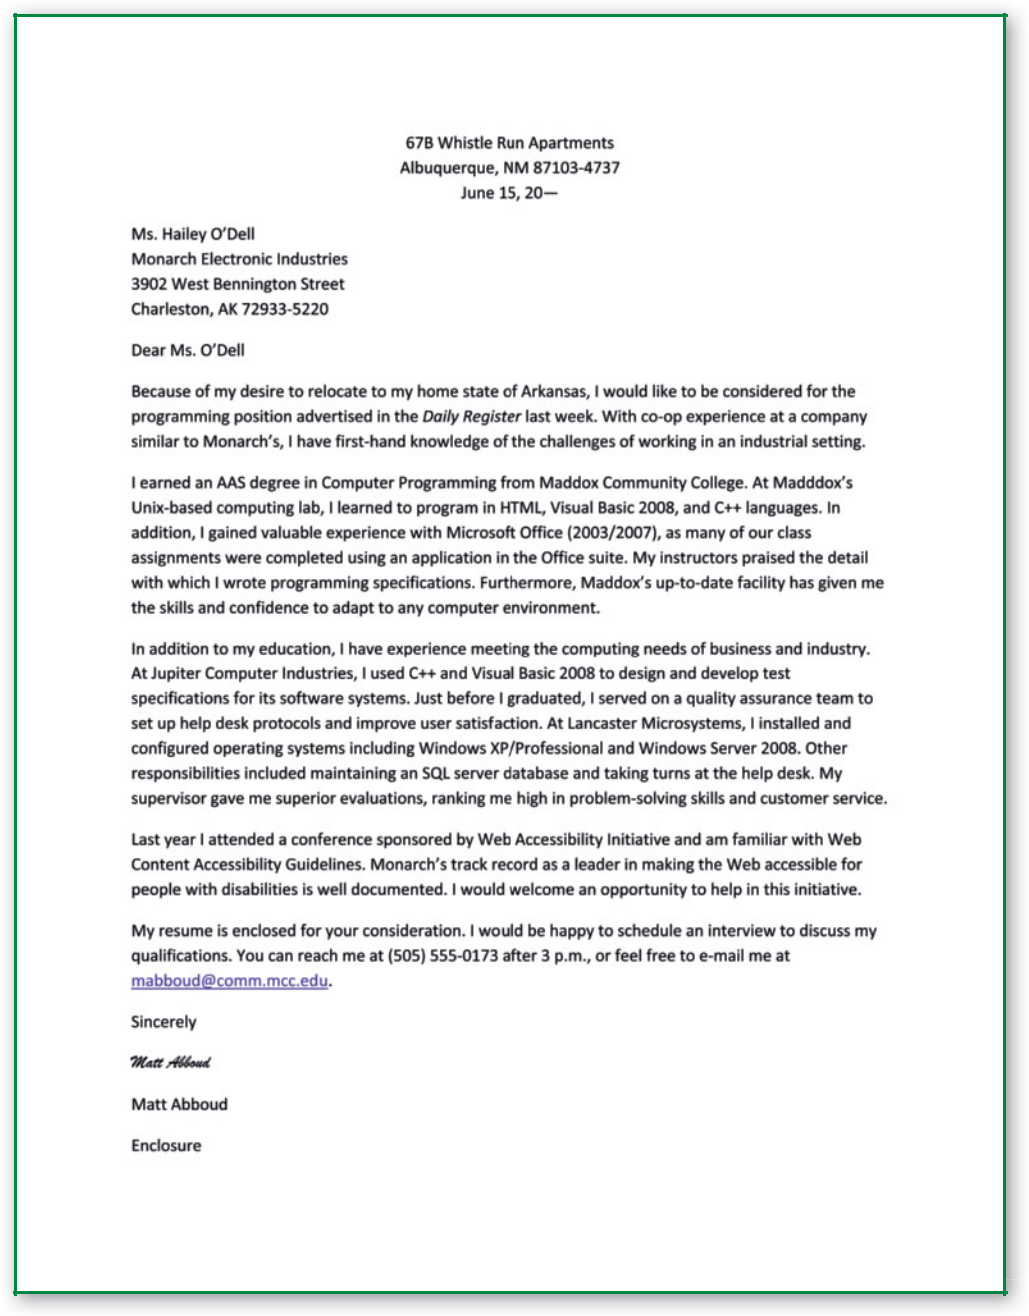 67B Whistle Run Apartments
Albuquerque, NM 87103-4737
June 15, 20—
Ms. Hailey O’Dell
Monarch Electronic Industries
3902 West Bennington Street
Charleston, AK 72933-5220
Dear Ms. O’Dell
Because of my desire to relocate to my home state of Arkansas, I would like to be considered for the
programming position advertised in the Daily Register last week. With co-op experience at a company
similar to Monarch’s, I have first-hand knowledge of the challenges of working in an industrial setting.
I earned an AAS degree in Computer Programming from Maddox Community College. At Madddox’s
Unix-based computing lab, I learned to program in HTML, Visual Basic 2008, and C++ languages. In
addition, I gained valuable experience with Microsoft Office (2003/2007), as many of our class
assignments were completed using an application in the Office suite. My instructors praised the detail
with which I wrote programming specifications. Furthermore, Maddox’s up-to-date facility has given me
the skills and confidence to adapt to any computer environment.
In addition to my education, I have experience meeting the computing needs of business and industry.
At Jupiter Computer Industries, I used C++ and Visual Basic 2008 to design and develop test
specifications for its software systems. Just before I graduated, I served on a quality assurance team to
set up help desk protocols and improve user satisfaction. At Lancaster Microsystems, I installed and
configured operating systems including Windows XP/Professional and Windows Server 2008. Other
responsibilities included maintaining an SQL server database and taking turns at the help desk. My
supervisor gave me superior evaluations, ranking me high in problem-solving skills and customer service.
Last year I attended a conference sponsored by Web Accessibility Initiative and am familiar with Web
Content Accessibility Guidelines. Monarch’s track record as a leader in making the Web accessible for
people with disabilities is well documented. I would welcome an opportunity to help in this initiative.
My resume is enclosed for your consideration. I would be happy to schedule an interview to discuss my
qualifications. You can reach me at (505) 555-0173 after 3 p.m., or feel free to e-mail me at
mabboud@comm.mcc.edu.
Sincerely
Matt Abboud
Matt Abboud
Enclosure